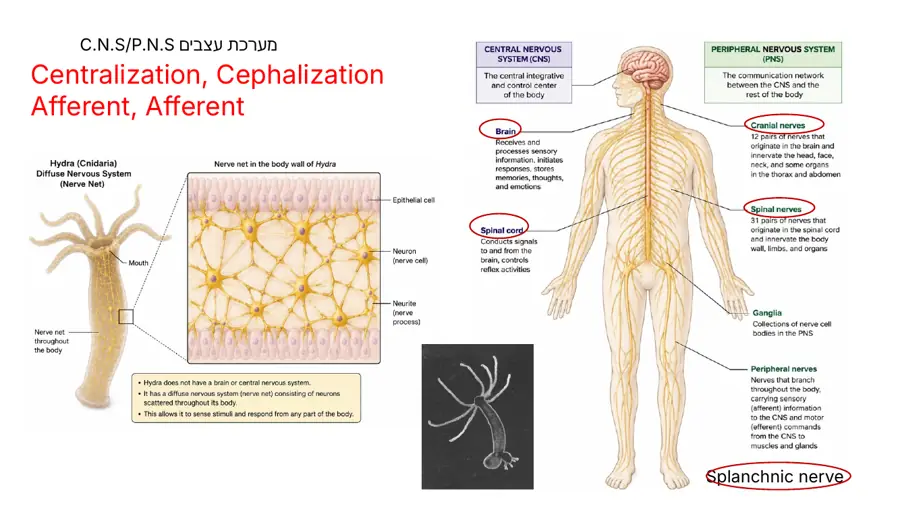 C.N.S/P.N.S מערכת עצבים
Centralization, Cephalization
Afferent, Afferent
Hydra (Cnidaria)
Diffuse Nervous System
(Nerve Net)
Mouth
Nerve net
throughout
the body
Nerve net in the body wall of Hydra
Epithelial cell
Neuron
(nerve cell)
Neurite
(nerve
process)
• Hydra does not have a brain or central nervous system.
• It has a diffuse nervous system (nerve net) consisting of neurons
scattered throughout its body.
• This allows it to sense stimuli and respond from any part of the body.
CENTRAL NERVOUS
SYSTEM (CNS)
The central integrative
and control center
of the body
Brain
Receives and
processes sensory
information, initiates
responses, stores
memories, thoughts,
and emotions
Spinal cord
Conducts signals
to and from the
brain, controls
reflex activities
PERIPHERAL NERVOUS SYSTEM
(PNS)
The communication network
between the CNS and the
rest of the body
Cranial nerves
12 pairs of nerves that
originate in the brain and
innervate the head, face,
neck, and some organs
in the thorax and abdomen
Spinal nerves
31 pairs of nerves that
originate in the spinal cord
and innervate the body
wall, limbs, and organs
Ganglia
Collections of nerve cell
bodies in the PNS
Peripheral nerves
Nerves that branch
throughout the body,
carrying sensory
(efferent) information
to the CNS and motor
(efferent) commands
from the CNS to
muscles and glands
Splanchnic nerve